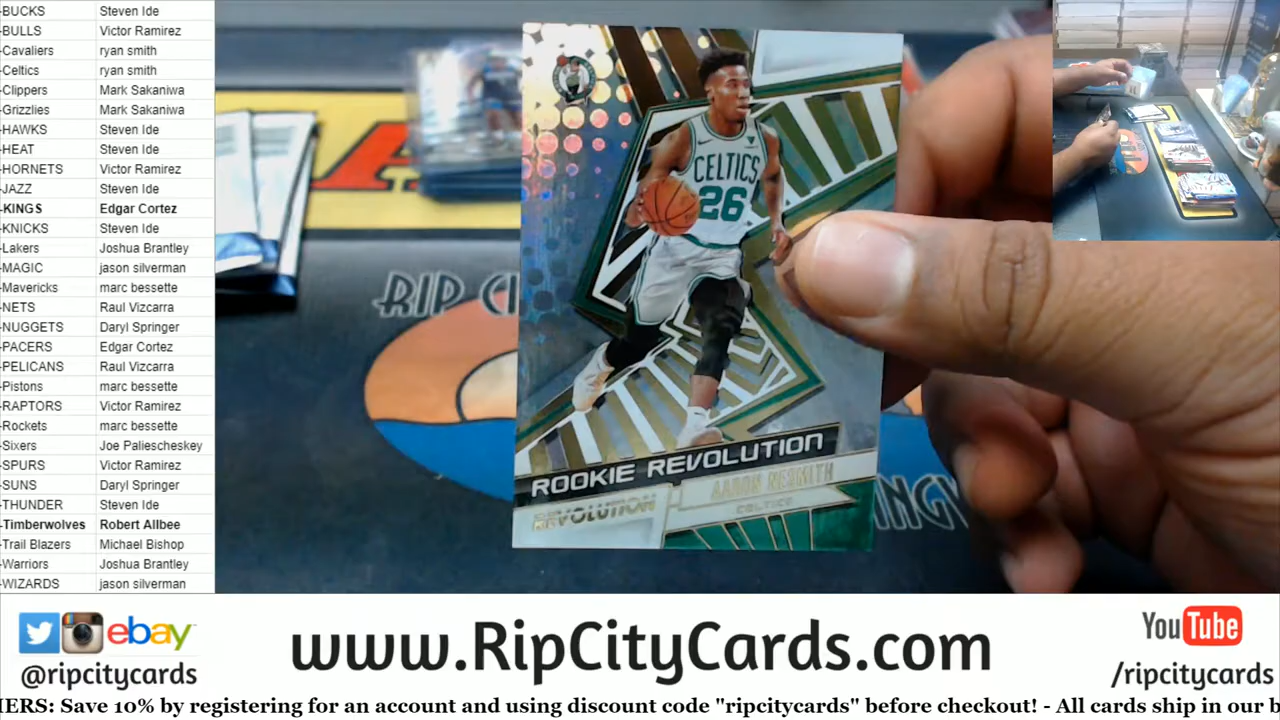 -BUCKS Steven Ide
-BULLS Victor Ramirez
-Cavaliers ryan smith
-Celtics ryan smith
-Clippers Mark Sakaniwa
-Grizzlies Mark Sakaniwa
-HAWKS Steven Ide
-HEAT Steven Ide
-HORNETS Victor Ramirez
-JAZZ Steven Ide
-KINGS Edgar Cortez
-KNICKS Steven Ide
-Lakers Joshua Brantley
-MAGIC jason silverman
-Mavericks marc bessette
-NETS Raul Vizcarra
-NUGGETS Daryl Springer
-PACERS Edgar Cortez
-PELICANS Raul Vizcarra
-Pistons marc bessette
-RAPTORS Victor Ramirez
-Rockets marc bessette
-Sixers Joe Paliescheskey
-SPURS Victor Ramirez
-SUNS Daryl Springer
-THUNDER Steven Ide
-Timberwolves Robert Allbee
-Trail Blazers Michael Bishop
-Warriors Joshua Brantley
-WIZARDS jason silverman
RIP CI
CELTICS
26
ROOKIE REVOLUTION
REVOLUTION
AARON NESMITH
CELTICS
ebay
@ripcitycards
www.RipCityCards.com
YouTube
/ripcitycards
IERS: Save 10% by registering for an account and using discount code "ripcitycards" before checkout! - All cards ship in our b